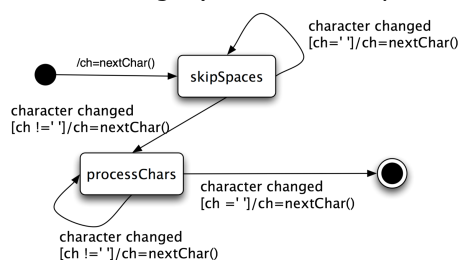 character changed
[ch=' ']/ch=nextChar()
/ch=nextChar()
skipSpaces
character changed
[ch !=' ']/ch=nextChar()
processChars
character changed
[ch =' ']/ch=nextChar()
character changed
[ch !=' ']/ch=nextChar()